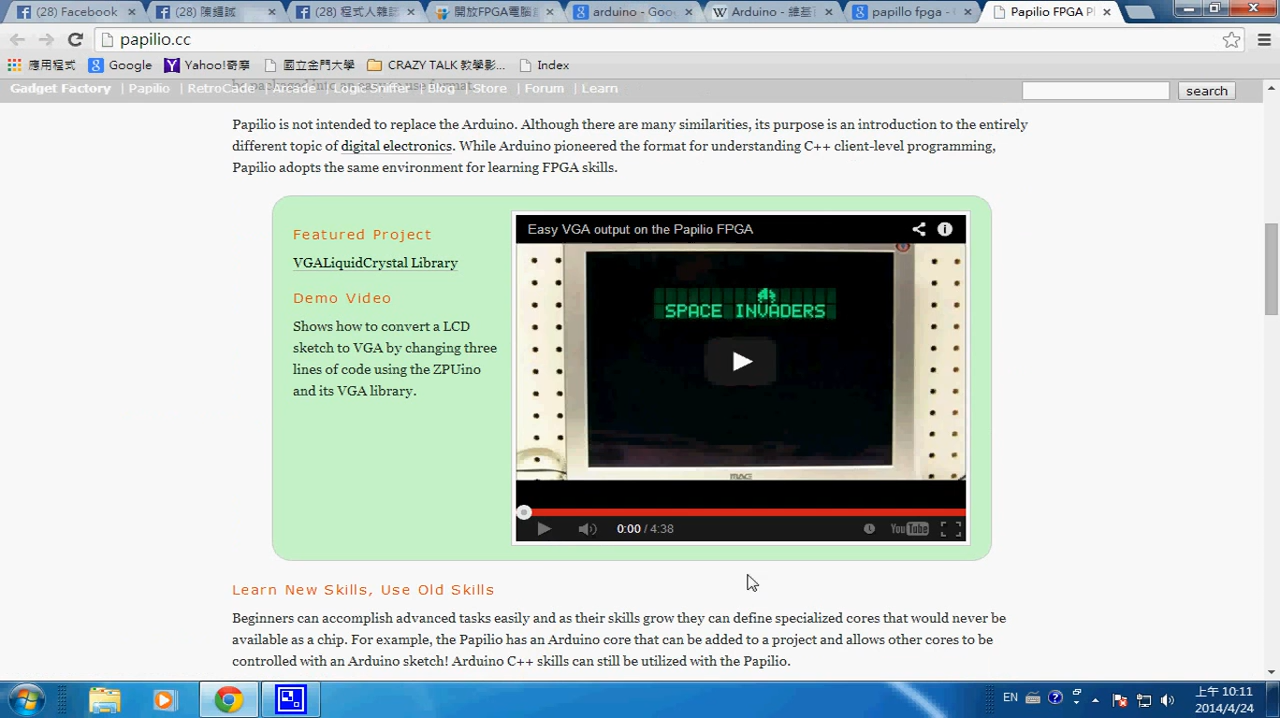 (28) Facebook
(28) 陳鍾誠
(28) 程式人雜誌
開放FPGA電腦
arduino - Goo
Arduino - 維基
papillo fpga -
Papilio FPGA P
papilio.cc
應用程式
Google
Yahoo!奇摩
國立金門大學
CRAZY TALK 教學影...
Index
Gadget Factory | Papilio | RetroCade | Arcade | Logic Sniffer | Blog | Store | Forum | Learn
search
Papilio is not intended to replace the Arduino. Although there are many similarities, its purpose is an introduction to the entirely
different topic of digital electronics. While Arduino pioneered the format for understanding C++ client-level programming,
Papilio adopts the same environment for learning FPGA skills.
Featured Project
VGALiquidCrystal Library
Demo Video
Shows how to convert a LCD
sketch to VGA by changing three
lines of code using the ZPUino
and its VGA library.
Easy VGA output on the Papilio FPGA
SPACE INVADERS
MAG
0:00 / 4:38
YouTube
Learn New Skills, Use Old Skills
Beginners can accomplish advanced tasks easily and as their skills grow they can define specialized cores that would never be
available as a chip. For example, the Papilio has an Arduino core that can be added to a project and allows other cores to be
controlled with an Arduino sketch! Arduino C++ skills can still be utilized with the Papilio.
EN
上午 10:11
2014/4/24